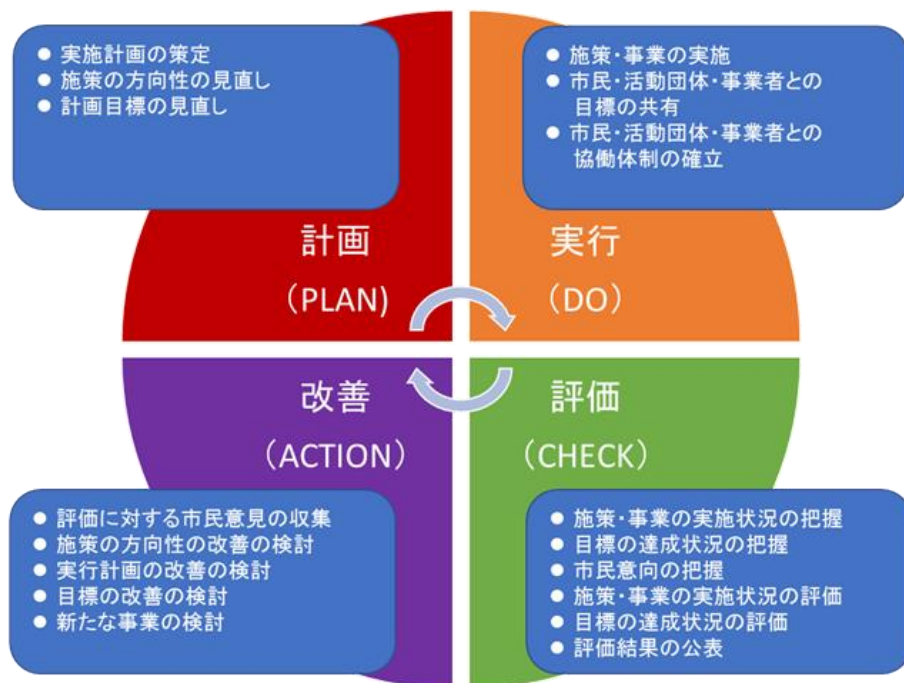 ● 実施計画の策定
● 施策の方向性の見直し
● 計画目標の見直し
計画
（PLAN)
● 施策・事業の実施
● 市民・活動団体・事業者との
目標の共有
● 市民・活動団体・事業者との
協働体制の確立
実行
（DO）
改善
（ACTION）
● 評価に対する市民意見の収集
● 施策の方向性の改善の検討
● 実行計画の改善の検討
● 目標の改善の検討
● 新たな事業の検討
評価
（CHECK）
● 施策・事業の実施状況の把握
● 目標の達成状況の把握
● 市民意向の把握
● 施策・事業の実施状況の評価
● 目標の達成状況の評価
● 評価結果の公表